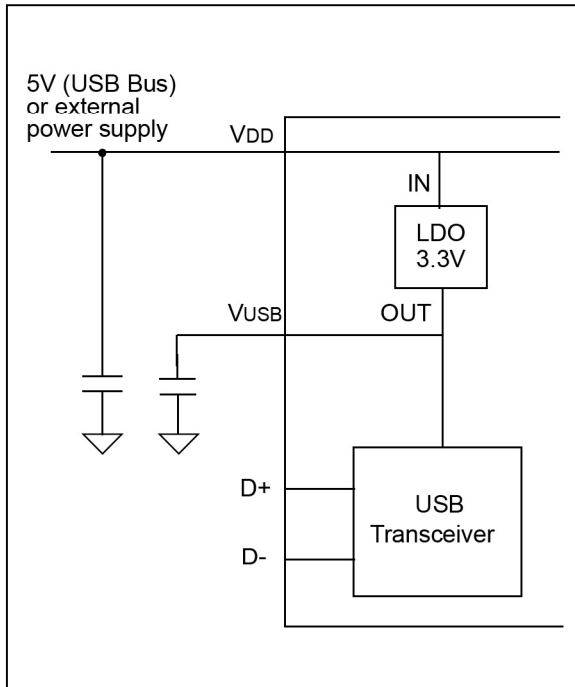 5V (USB Bus)
or external
power supply
VDD
IN
LDO
3.3V
VUSB
OUT
D+
USB
Transceiver
D-